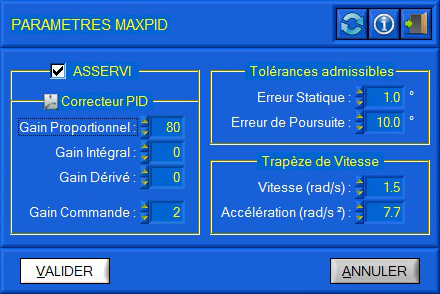 PARAMETRES MAXPID
ASSERVI
Correcteur PID
Gain Proportionnel : 80
Gain Intégral : 0
Gain Dérivé : 0
Gain Commande : 2
Tolérances admissibles
Erreur Statique : 1.0 °
Erreur de Poursuite : 10.0 °
Trapèze de Vitesse
Vitesse (rad/s) : 1.5
Accélération (rad/s ²) : 7.7
VALIDER
ANNULER